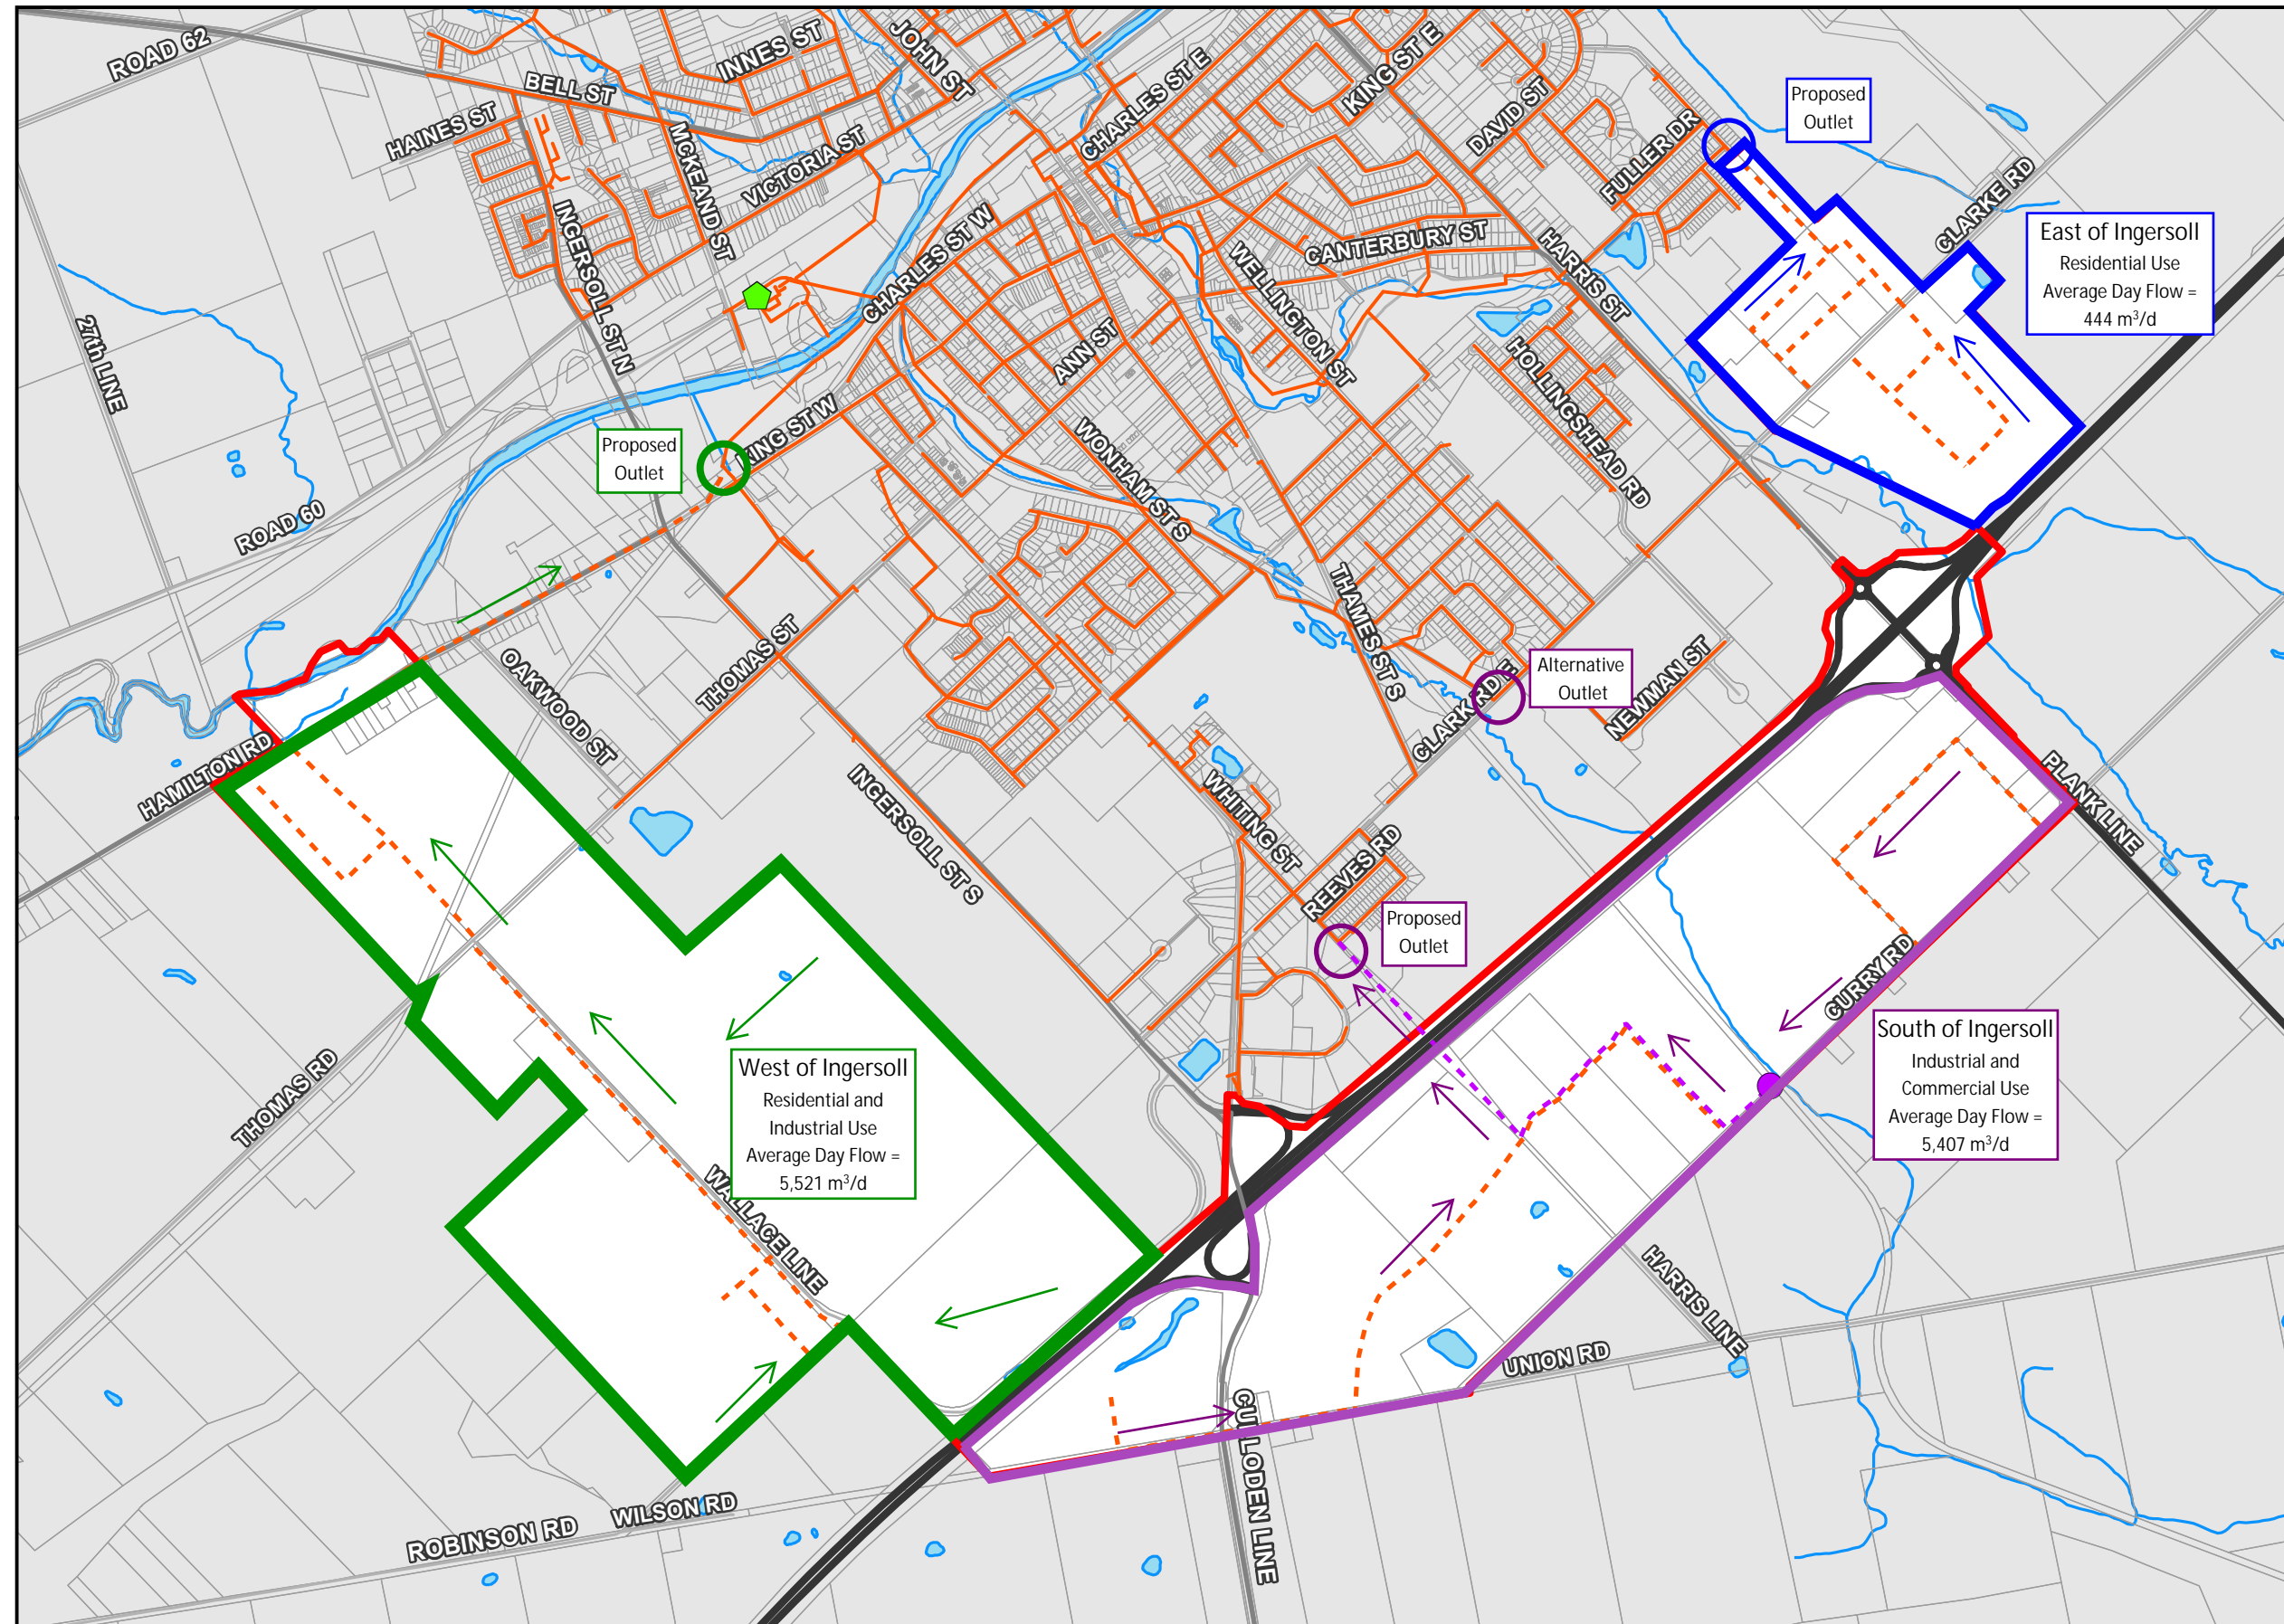 ROAD 62
INNES ST
JOHN ST
BELL ST
HAINES ST
MCKEAND ST
VICTORIA ST
CHARLES ST E
KING ST E
DAVID ST
FULLER DR
Proposed
Outlet
CLARKE RD
East of Ingersoll
Residential Use
Average Day Flow =
444 m³/d
INGERSOLL ST N
CHARLES ST W
CANTERBURY ST
WELLINGTON ST
HARRIS ST
27th LINE
ANN ST
HOLLINGSHEAD RD
KING ST W
Proposed
Outlet
WONHAM ST S
ROAD 60
THAMES ST S
OAKWOOD ST
THOMAS ST
CLARK RD E
Alternative
Outlet
NEWMAN ST
HAMILTON RD
INGERSOLL ST S
WHITING ST
REEVES RD
PLANK LINE
Proposed
Outlet
CURRY RD
South of Ingersoll
Industrial and
Commercial Use
Average Day Flow =
5,407 m³/d
West of Ingersoll
Residential and
Industrial Use
Average Day Flow =
5,521 m³/d
THOMAS RD
WALLACE LINE
HARRIS LINE
UNION RD
CULLODEN LINE
WILSON RD
ROBINSON RD